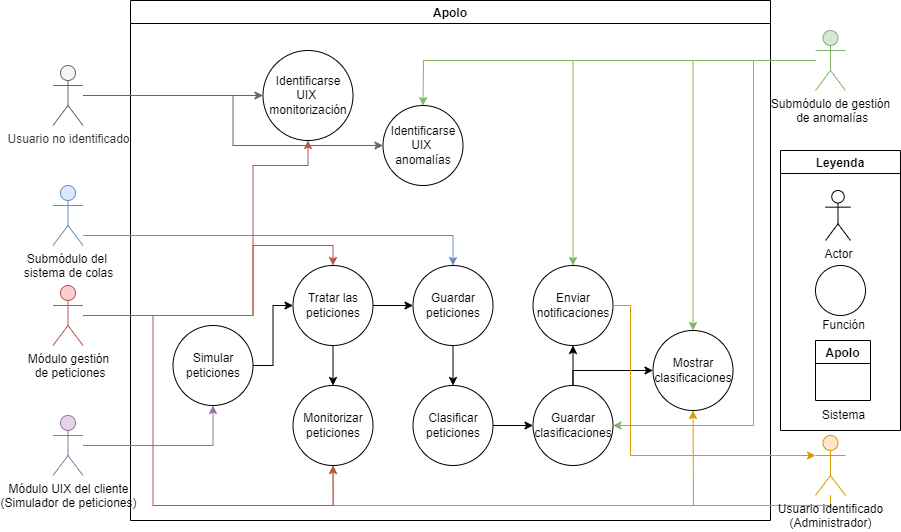 Apolo
Identificarse
UIX
monitorización
Usuario no identificado
Identificarse
UIX
anomalías
Submódulo de gestión
de anomalías
Leyenda
Actor
Función
Apolo
Sistema
Submódulo del
sistema de colas
Módulo gestión
de peticiones
Tratar las
peticiones
Guardar
peticiones
Enviar
notificaciones
Simular
peticiones
Mostrar
clasificaciones
Monitorizar
peticiones
Clasificar
peticiones
Guardar
clasificaciones
Módulo UIX del cliente
(Simulador de peticiones)
Usuario identificado
(Administrador)